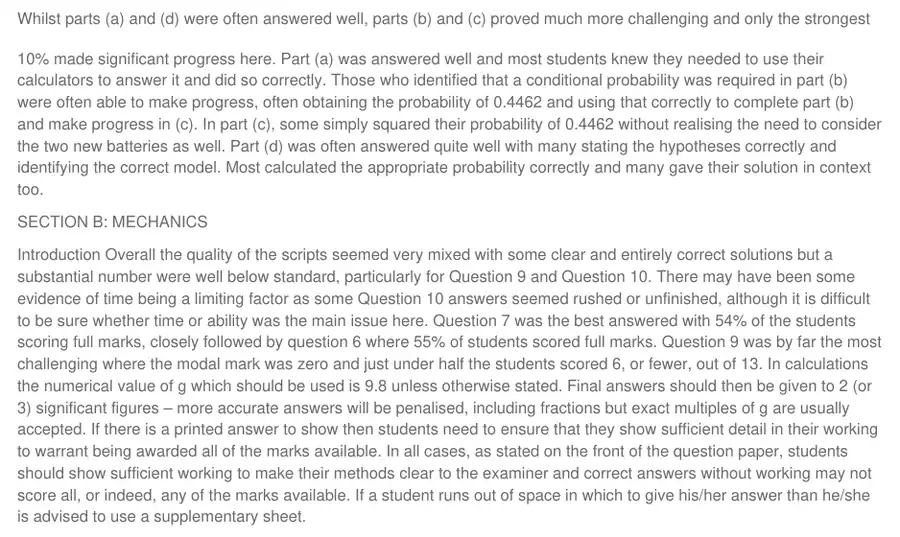 Whilst parts (a) and (d) were often answered well, parts (b) and (c) proved much more challenging and only the strongest
10% made significant progress here. Part (a) was answered well and most students knew they needed to use their
calculators to answer it and did so correctly. Those who identified that a conditional probability was required in part (b)
were often able to make progress, often obtaining the probability of 0.4462 and using that correctly to complete part (b)
and make progress in (c). In part (c), some simply squared their probability of 0.4462 without realising the need to consider
the two new batteries as well. Part (d) was often answered quite well with many stating the hypotheses correctly and
identifying the correct model. Most calculated the appropriate probability correctly and many gave their solution in context
too.
SECTION B: MECHANICS
Introduction Overall the quality of the scripts seemed very mixed with some clear and entirely correct solutions but a
substantial number were well below standard, particularly for Question 9 and Question 10. There may have been some
evidence of time being a limiting factor as some Question 10 answers seemed rushed or unfinished, although it is difficult
to be sure whether time or ability was the main issue here. Question 7 was the best answered with 54% of the students
scoring full marks, closely followed by question 6 where 55% of students scored full marks. Question 9 was by far the most
challenging where the modal mark was zero and just under half the students scored 6, or fewer, out of 13. In calculations
the numerical value of g which should be used is 9.8 unless otherwise stated. Final answers should then be given to 2 (or
3) significant figures – more accurate answers will be penalised, including fractions but exact multiples of g are usually
accepted. If there is a printed answer to show then students need to ensure that they show sufficient detail in their working
to warrant being awarded all of the marks available. In all cases, as stated on the front of the question paper, students
should show sufficient working to make their methods clear to the examiner and correct answers without working may not
score all, or indeed, any of the marks available. If a student runs out of space in which to give his/her answer than he/she
is advised to use a supplementary sheet.